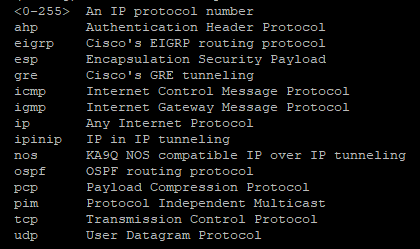 <0-255> An IP protocol number
ahp Authentication Header Protocol
eigrp Cisco's EIGRP routing protocol
esp Encapsulation Security Payload
gre Cisco's GRE tunneling
icmp Internet Control Message Protocol
igmp Internet Gateway Message Protocol
ip Any Internet Protocol
ipinip IP in IP tunneling
nos KA9Q NOS compatible IP over IP tunneling
ospf OSPF routing protocol
pcp Payload Compression Protocol
pim Protocol Independent Multicast
tcp Transmission Control Protocol
udp User Datagram Protocol